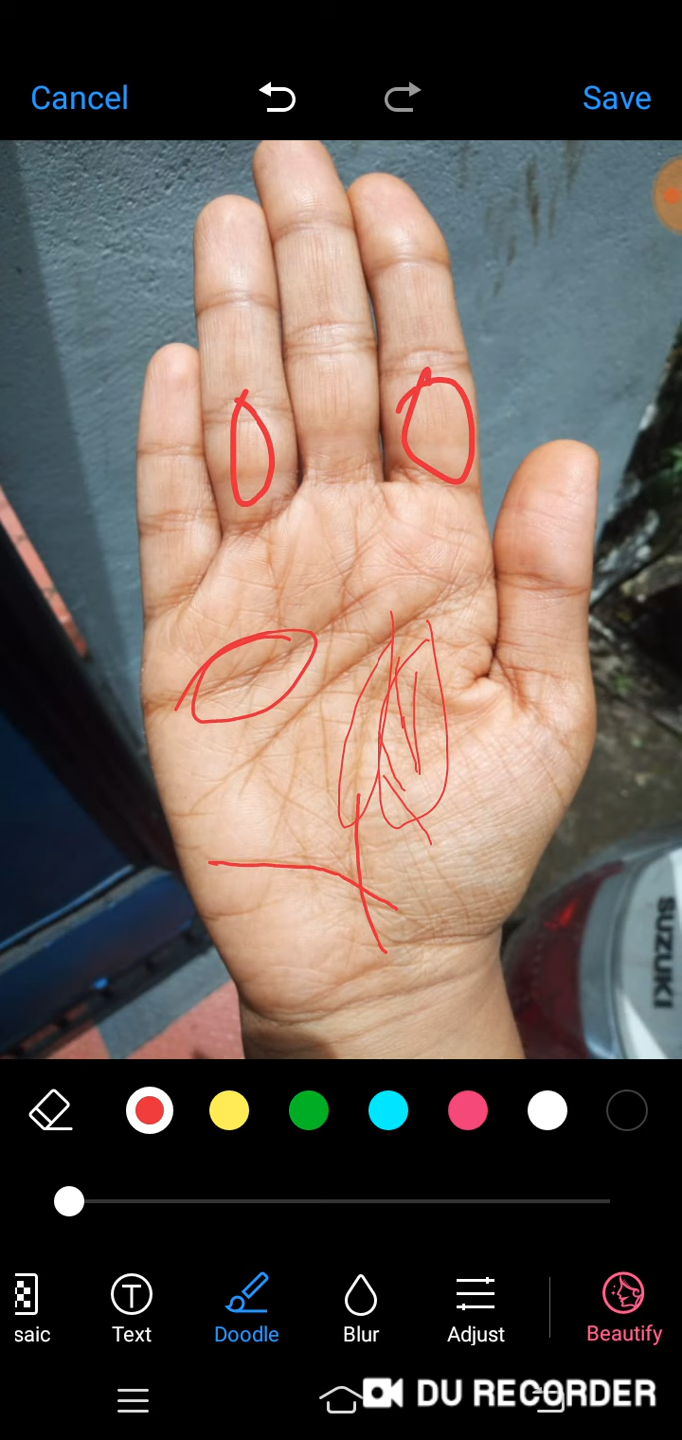 Cancel
Save
SUZUKI
saic
Text
Doodle
Blur
Adjust
Beautify
DU RECORDER